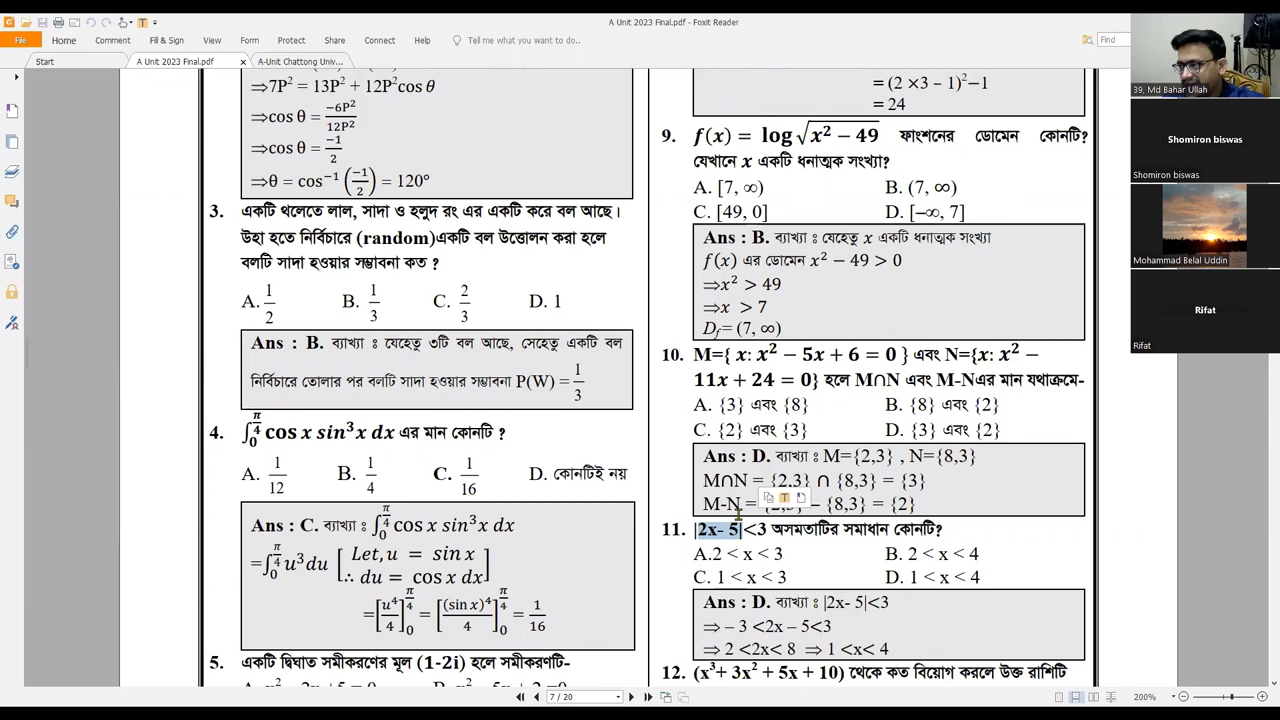 A Unit 2023 Final.pdf - Foxit Reader
File Home Comment Fill & Sign View Form Protect Share Connect Help Tell me what you want to do... Find
Start A Unit 2023 Final.pdf A-Unit Chattong Univ...
⇒7P² = 13P² + 12P²cos θ
⇒cos θ = −6P²/12P²
⇒cos θ = −1/2
⇒θ = cos⁻¹(−1/2) = 120°
3. একটি থলেতে লাল, সাদা ও হলুদ রং এর একটি করে বল আছে।
উহা হতে নির্বিচারে (random)একটি বল উত্তোলন করা হলে
বলটি সাদা হওয়ার সম্ভাবনা কত ?
A. 1/2 B. 1/3 C. 2/3 D. 1
Ans : B. ব্যাখ্যা ঃ যেহেতু ৩টি বল আছে, সেহেতু একটি বল
নির্বিচারে তোলার পর বলটি সাদা হওয়ার সম্ভাবনা P(W) = 1/3
4. ∫₀^(π/4) cos x sin³x dx এর মান কোনটি ?
A. 1/12 B. 1/4 C. 1/16 D. কোনটিই নয়
Ans : C. ব্যাখ্যা ঃ ∫₀^(π/4) cos x sin³x dx
=∫₀^(π/4) u³du [Let, u = sin x
∴ du = cos x dx]
=[u⁴/4]₀^(π/4) = [(sin x)⁴/4]₀^(π/4) = 1/16
5. একটি দ্বিঘাত সমীকরণের মূল (1-2i) হলে সমীকরণটি-
= (2 ×3 − 1)²−1
= 24
9. f(x) = log√(x² − 49) ফাংশনের ডোমেন কোনটি?
যেখানে x একটি ধনাত্মক সংখ্যা?
A. [7, ∞) B. (7, ∞)
C. [49, 0] D. [−∞, 7]
Ans : B. ব্যাখ্যা ঃ যেহেতু x একটি ধনাত্মক সংখ্যা
f(x) এর ডোমেন x² − 49 > 0
⇒x² > 49
⇒x > 7
D_f = (7, ∞)
10. M={ x: x² − 5x + 6 = 0 } এবং N={x: x² −
11x + 24 = 0} হলে M∩N এবং M-Nএর মান যথাক্রমে-
A. {3} এবং {8} B. {8} এবং {2}
C. {2} এবং {3} D. {3} এবং {2}
Ans : D. ব্যাখ্যা ঃ M={2,3} , N={8,3}
M∩N = {2,3} ∩ {8,3} = {3}
M-N = {2,3} − {8,3} = {2}
11. |2x- 5|<3 অসমতাটির সমাধান কোনটি?
A.2 < x < 3 B. 2 < x < 4
C. 1 < x < 3 D. 1 < x < 4
Ans : D. ব্যাখ্যা ঃ |2x- 5|<3
⇒ – 3 <2x – 5<3
⇒ 2 <2x< 8 ⇒ 1 <x< 4
12. (x³+ 3x² + 5x + 10) থেকে কত বিয়োগ করলে উক্ত রাশিটি
39, Md Bahar Ullah
Shomiron biswas
Shomiron biswas
Mohammad Belal Uddin
Rifat
Rifat
7 / 20
200%